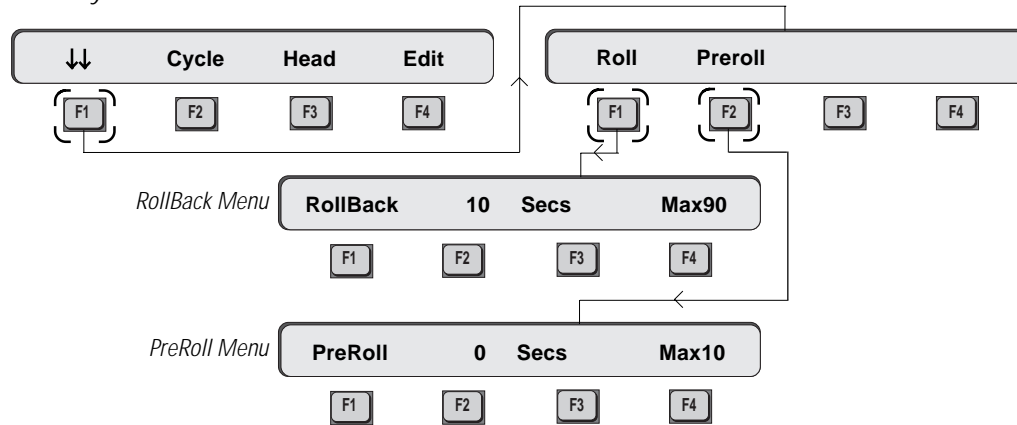 ↓↓ Cycle Head Edit
F1 F2 F3 F4
Roll Preroll
F1 F2 F3 F4
RollBack Menu
RollBack 10 Secs Max90
F1 F2 F3 F4
PreRoll Menu
PreRoll 0 Secs Max10
F1 F2 F3 F4